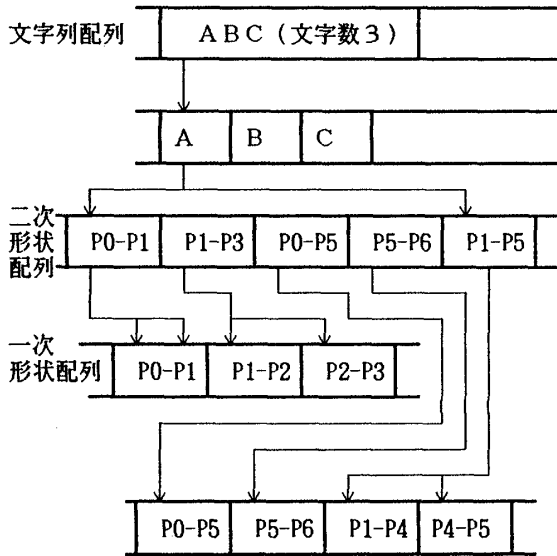 文字列配列 ABC(文字数3)
A B C
二次形状配列 P0-P1 P1-P3 P0-P5 P5-P6 P1-P5
一次形状配列 P0-P1 P1-P2 P2-P3
P0-P5 P5-P6 P1-P4 P4-P5